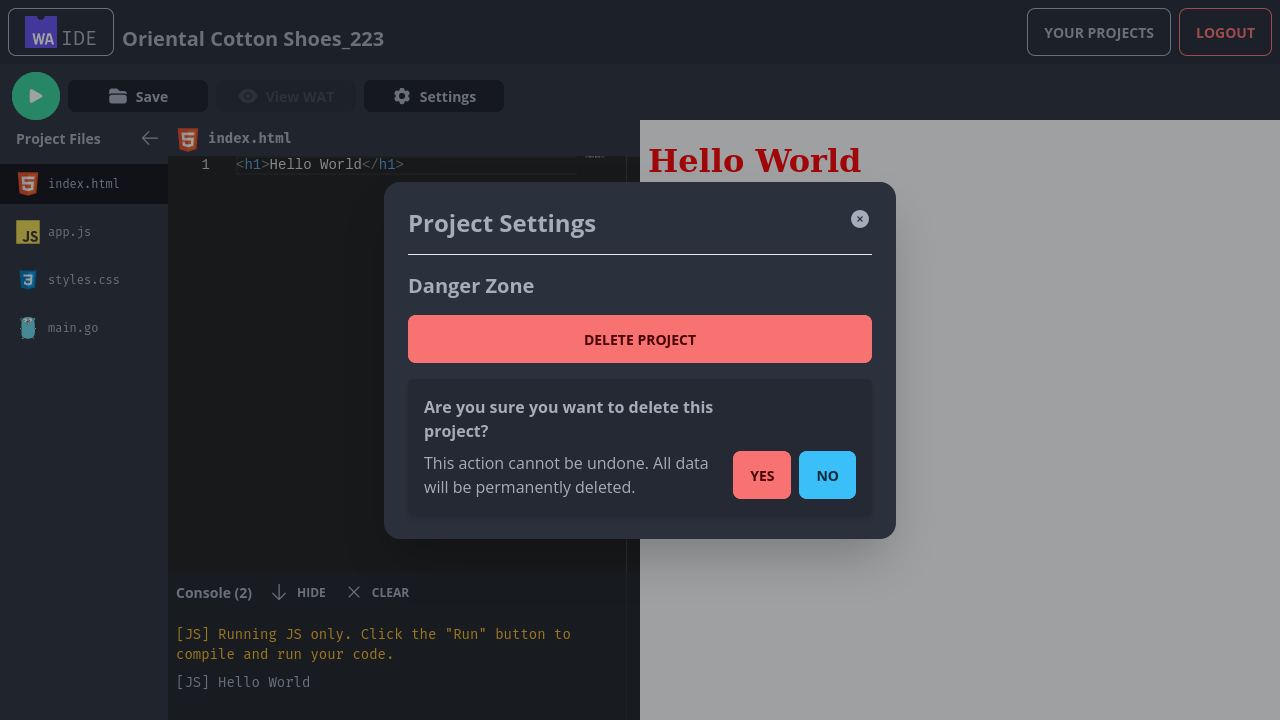 WA IDE
Oriental Cotton Shoes_223
YOUR PROJECTS
LOGOUT
Save
View WAT
Settings
Project Files
index.html
app.js
JS
styles.css
main.go
index.html
1
<h1>Hello World</h1>
Hello World
Project Settings
Danger Zone
DELETE PROJECT
Are you sure you want to delete this
project?
This action cannot be undone. All data
will be permanently deleted.
YES
NO
Console (2)
HIDE
CLEAR
[JS] Running JS only. Click the "Run" button to
compile and run your code.
[JS] Hello World